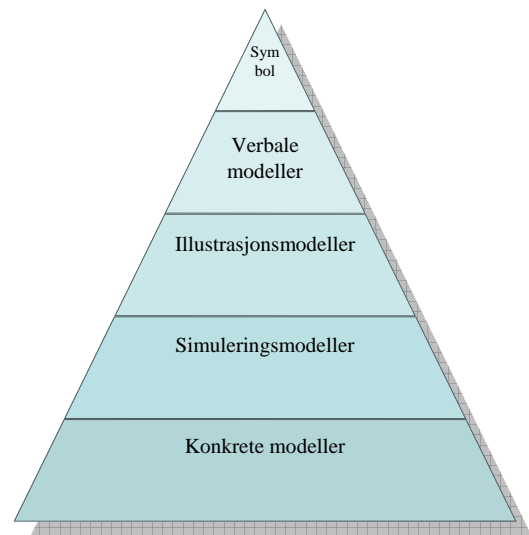 Sym
bol
Verbale
modeller
Illustrasjonsmodeller
Simuleringsmodeller
Konkrete modeller